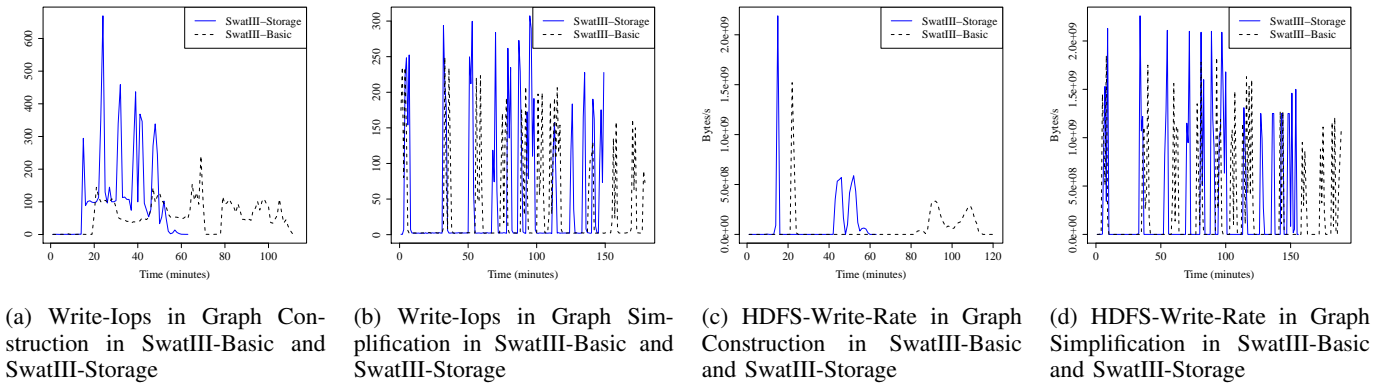 SwatIII−Storage
SwatIII−Basic
0 100 200 300 400 500 600
0 20 40 60 80 100
Time (minutes)
SwatIII−Storage
SwatIII−Basic
0 50 100 150 200 250 300
0 50 100 150
Time (minutes)
SwatIII−Storage
SwatIII−Basic
Bytes/s
0.0e+00 5.0e+08 1.0e+09 1.5e+09 2.0e+09
0 20 40 60 80 100 120
Time (minutes)
SwatIII−Storage
SwatIII−Basic
Bytes/s
0.0e+00 5.0e+08 1.0e+09 1.5e+09 2.0e+09
0 50 100 150
Time (minutes)
(a) Write-Iops in Graph Con-
struction in SwatIII-Basic and
SwatIII-Storage
(b) Write-Iops in Graph Sim-
plification in SwatIII-Basic and
SwatIII-Storage
(c) HDFS-Write-Rate in Graph
Construction in SwatIII-Basic
and SwatIII-Storage
(d) HDFS-Write-Rate in Graph
Simplification in SwatIII-Basic
and SwatIII-Storage